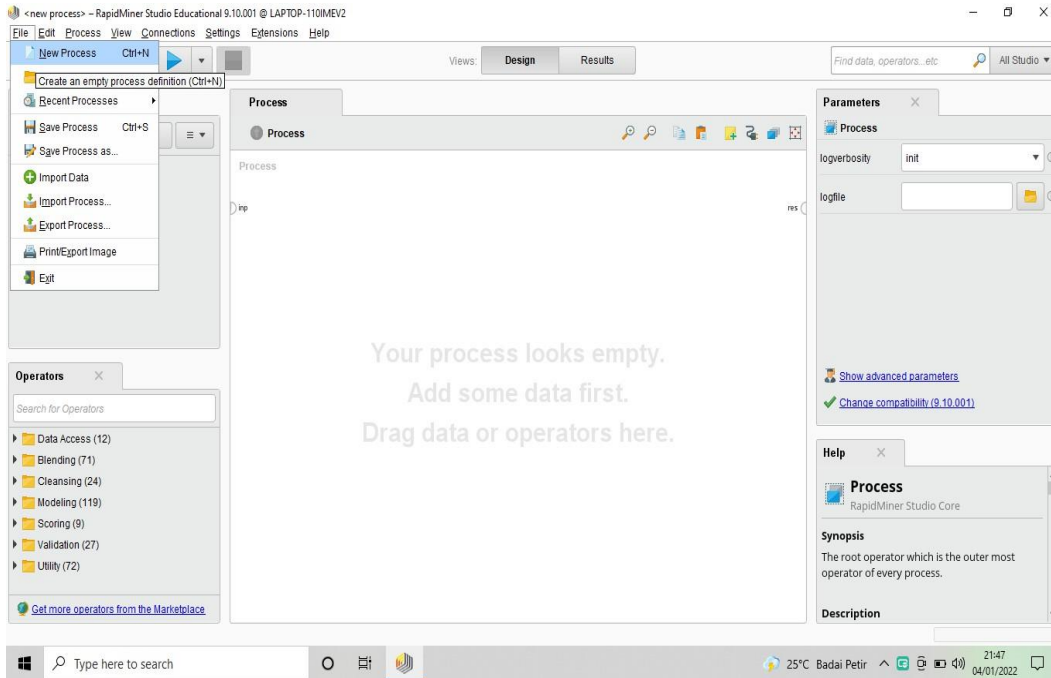 <new process> – RapidMiner Studio Educational 9.10.001 @ LAPTOP-110IMEV2
File Edit Process View Connections Settings Extensions Help
New Process Ctrl+N
Create an empty process definition (Ctrl+N)
Recent Processes
Save Process Ctrl+S
Save Process as...
Import Data
Import Process...
Export Process...
Print/Export Image
Exit
Views: Design Results
Find data, operators...etc All Studio
Process
Process
Process
inp res
Your process looks empty.
Add some data first.
Drag data or operators here.
Operators
Search for Operators
Data Access (12)
Blending (71)
Cleansing (24)
Modeling (119)
Scoring (9)
Validation (27)
Utility (72)
Get more operators from the Marketplace
Parameters
Process
logverbosity init
logfile
Show advanced parameters
Change compatibility (9.10.001)
Help
Process
RapidMiner Studio Core
Synopsis
The root operator which is the outer most
operator of every process.
Description
Type here to search
25°C Badai Petir
21:47
04/01/2022